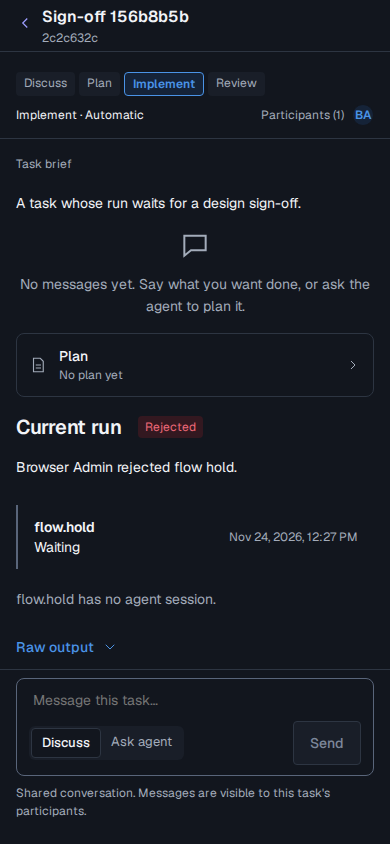 Sign-off 156b8b5b
2c2c632c
Discuss Plan Implement Review
Implement · Automatic Participants (1) BA
Task brief
A task whose run waits for a design sign-off.
No messages yet. Say what you want done, or ask the
agent to plan it.
Plan
No plan yet
Current run Rejected
Browser Admin rejected flow hold.
flow.hold
Waiting
Nov 24, 2026, 12:27 PM
flow.hold has no agent session.
Raw output
Message this task...
Discuss Ask agent Send
Shared conversation. Messages are visible to this task's
participants.